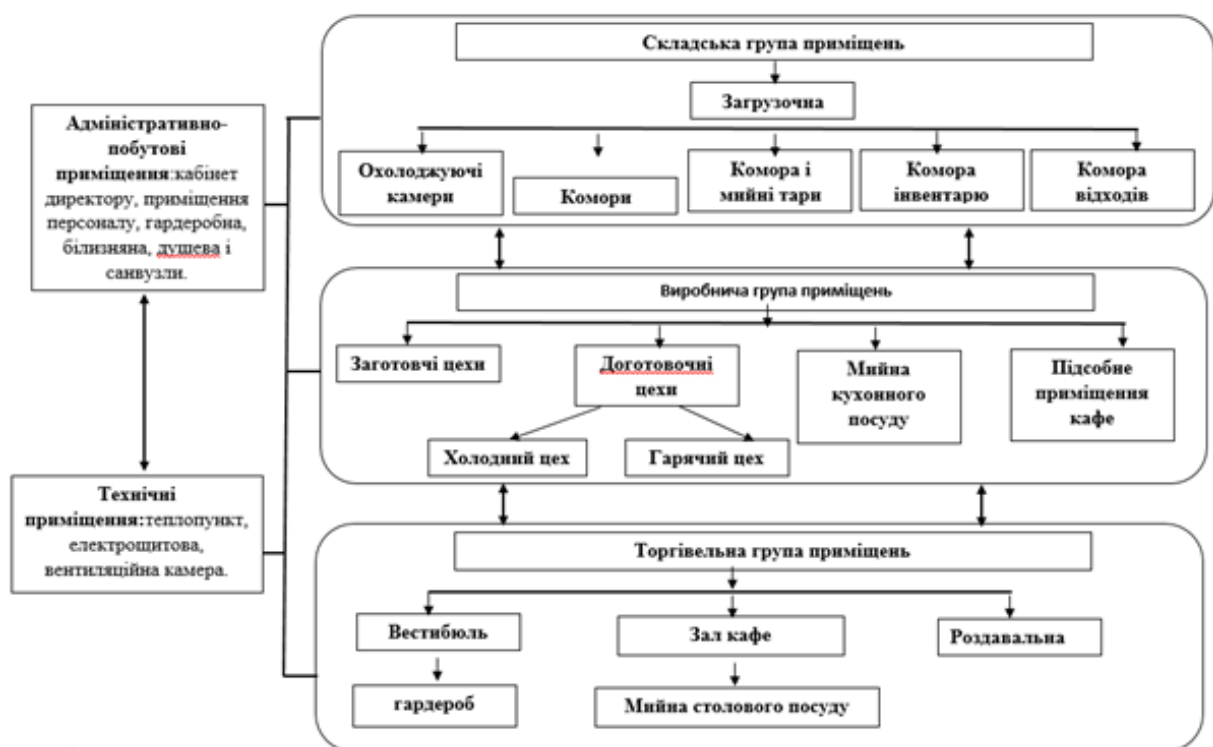 Складська група приміщень
Загрузочна
Охолоджуючі
камери
Комори
Комора і
мийні тари
Комора
інвентарю
Комора
відходів
Адміністративно-
побутові
приміщення:кабінет
директору, приміщення
персоналу, гардеробна,
білизняна, душева і
санвузли.
Виробнича група приміщень
Заготовчі цехи
Доготовочні
цехи
Мийна
кухонного
посуду
Підсобне
приміщення
кафе
Холодний цех
Гарячий цех
Технічні
приміщення:теплопункт,
електрощитова,
вентиляційна камера.
Торгівельна група приміщень
Вестибюль
Зал кафе
Роздавальна
гардероб
Мийна столового посуду